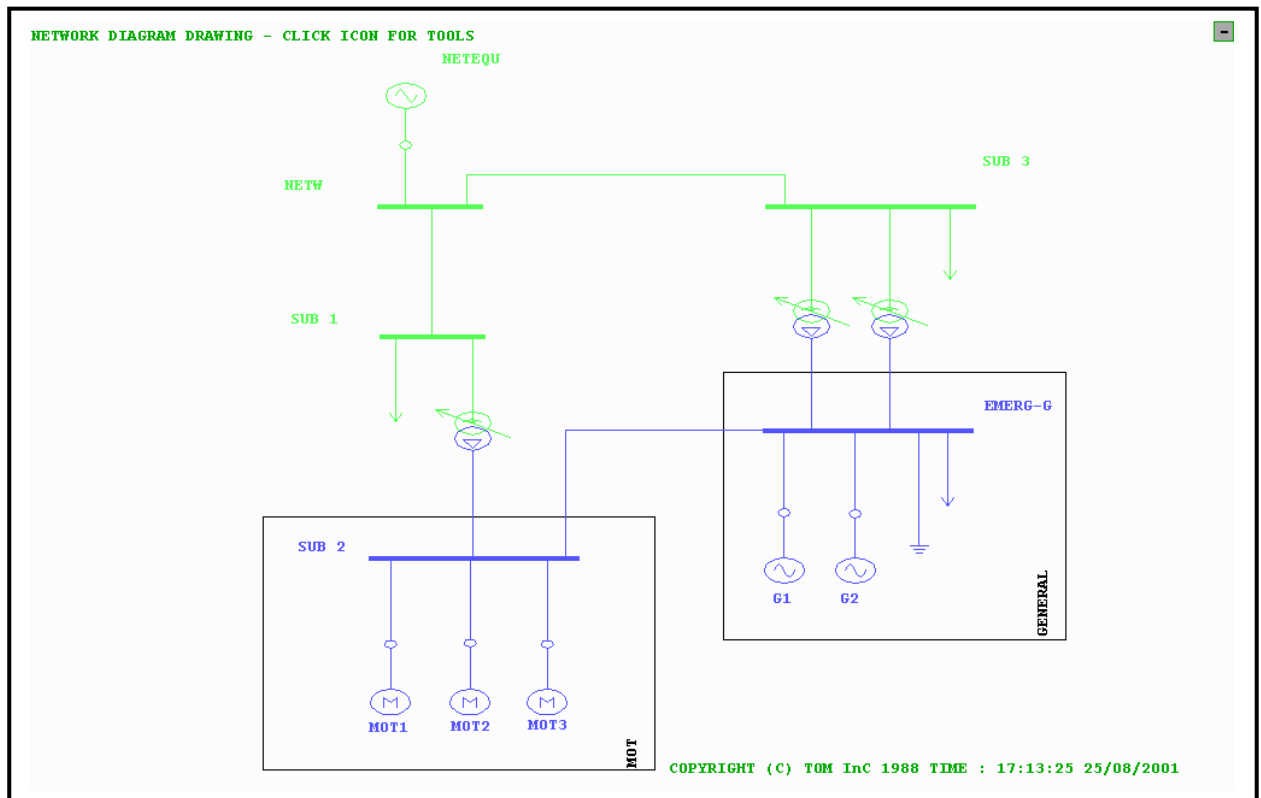 NETWORK DIAGRAM DRAWING - CLICK ICON FOR TOOLS
-
NETEQU
SUB 3
NETW
SUB 1
EMERG-G
SUB 2
G1 G2
GENERAL
M M M
MOT1 MOT2 MOT3
MOT
COPYRIGHT (C) TOM InC 1988 TIME : 17:13:25 25/08/2001